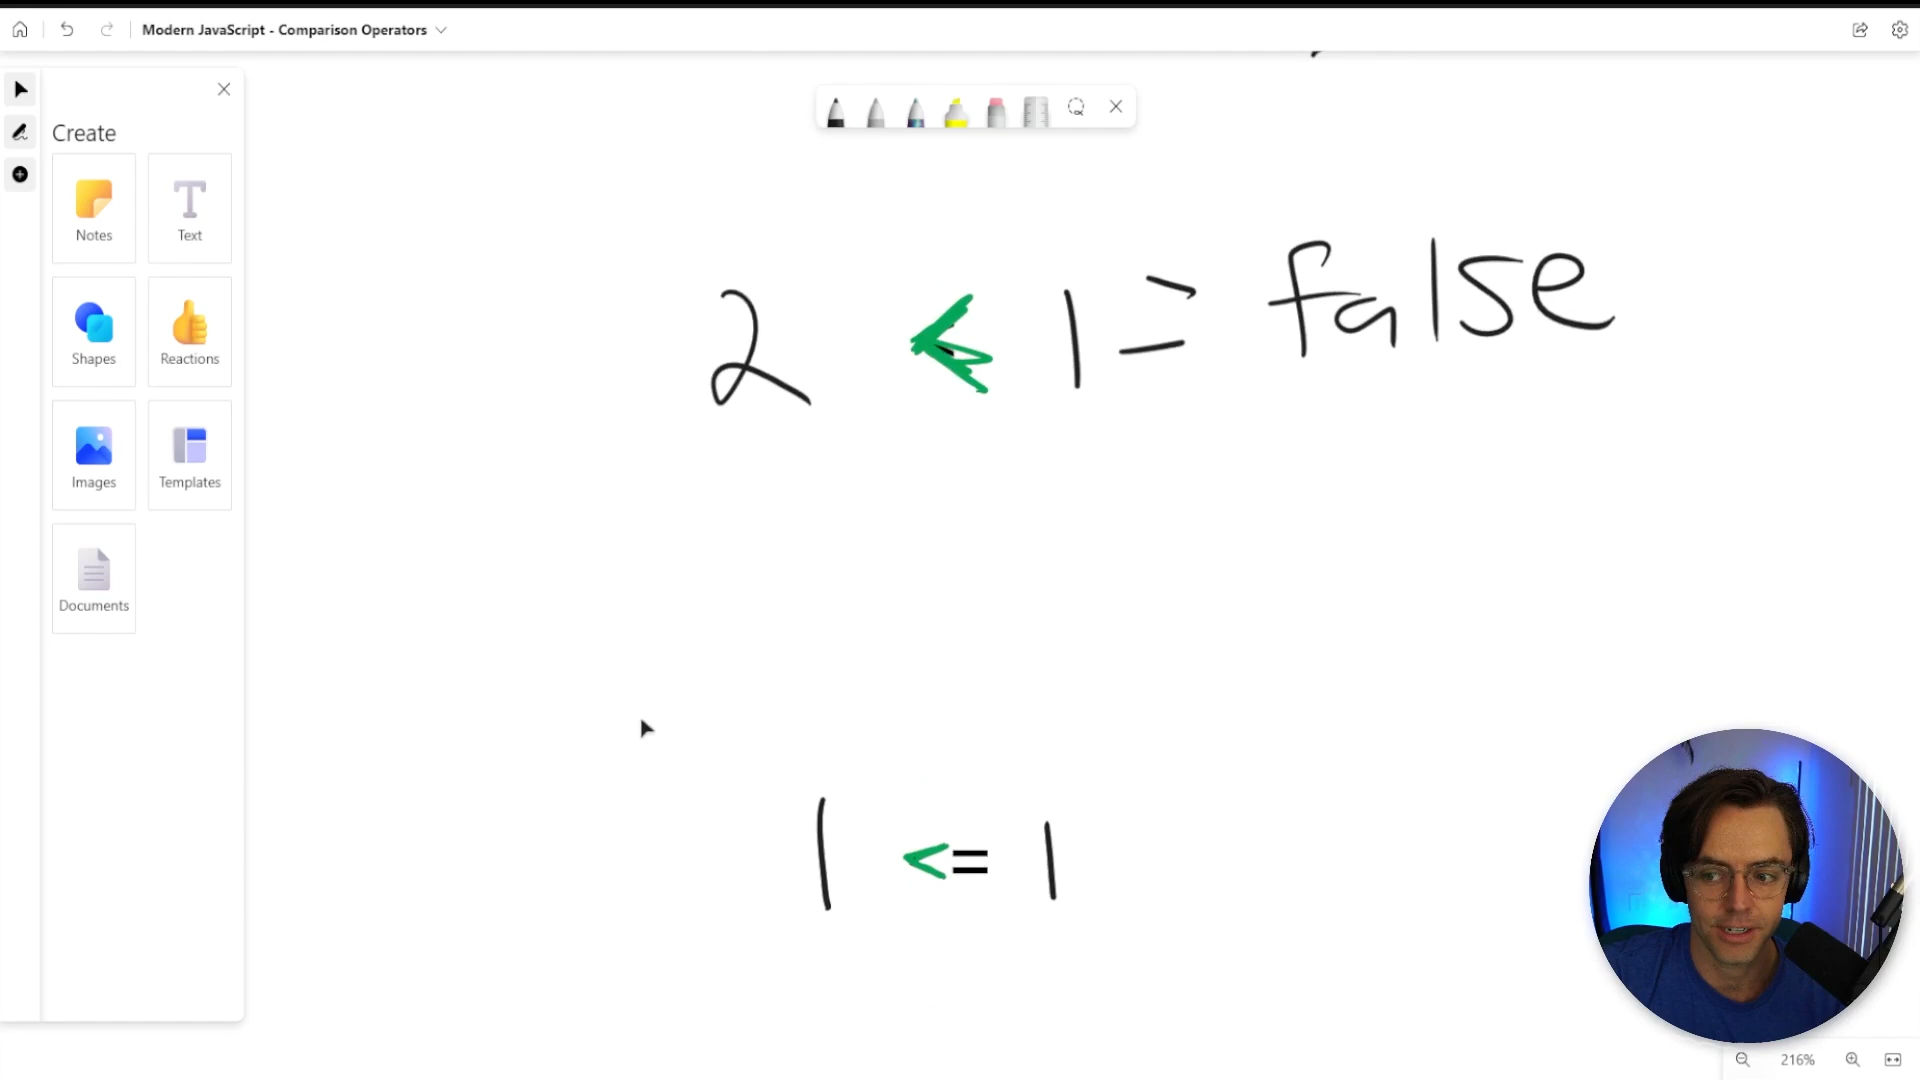 Modern JavaScript - Comparison Operators
Create
Notes
Text
2 < 1 = false
Shapes
Reactions
Images
Templates
Documents
1 <= 1
216%